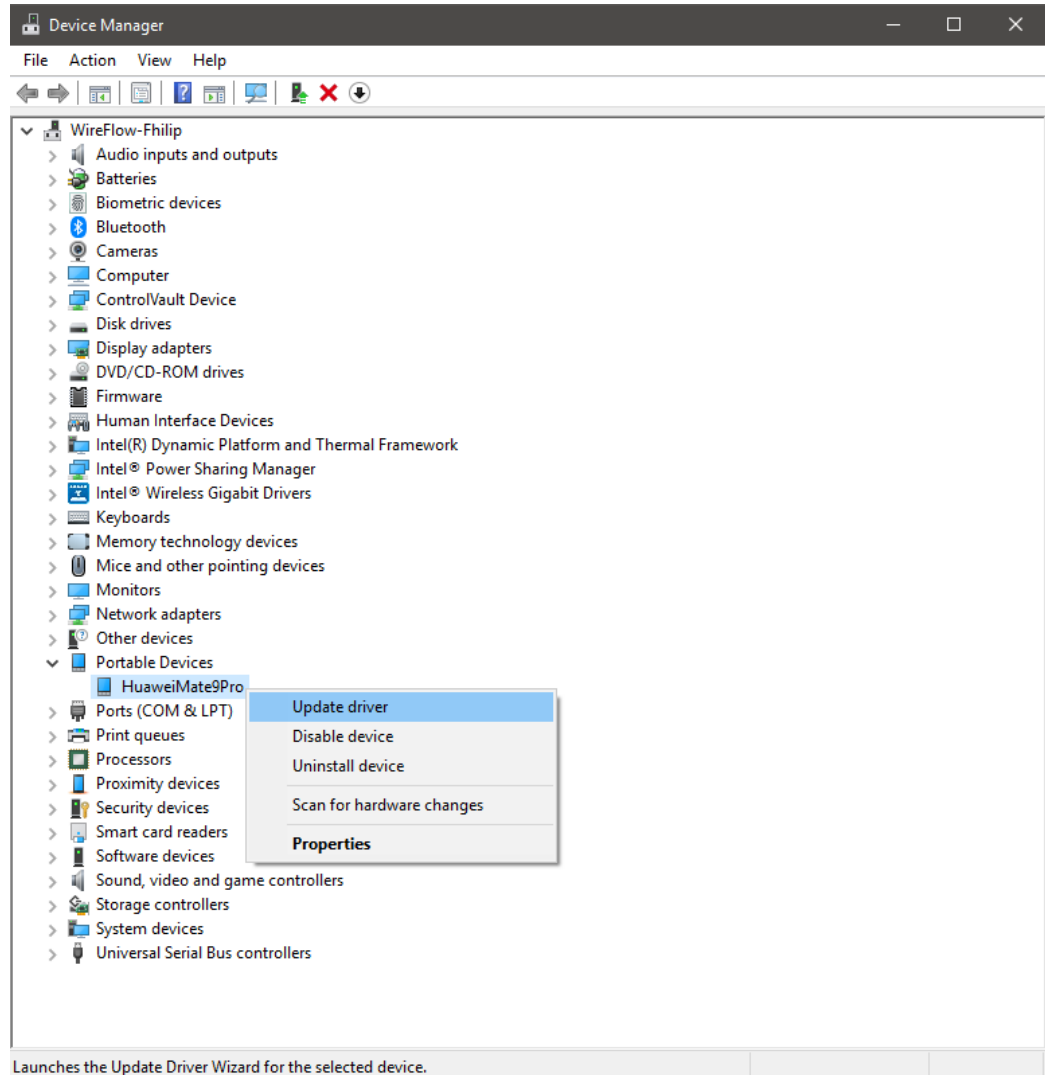 Device Manager
File Action View Help
WireFlow-Fhilip
Audio inputs and outputs
Batteries
Biometric devices
Bluetooth
Cameras
Computer
ControlVault Device
Disk drives
Display adapters
DVD/CD-ROM drives
Firmware
Human Interface Devices
Intel(R) Dynamic Platform and Thermal Framework
Intel® Power Sharing Manager
Intel® Wireless Gigabit Drivers
Keyboards
Memory technology devices
Mice and other pointing devices
Monitors
Network adapters
Other devices
Portable Devices
HuaweiMate9Pro
Ports (COM & LPT)
Print queues
Processors
Proximity devices
Security devices
Smart card readers
Software devices
Sound, video and game controllers
Storage controllers
System devices
Universal Serial Bus controllers
Update driver
Disable device
Uninstall device
Scan for hardware changes
Properties
Launches the Update Driver Wizard for the selected device.